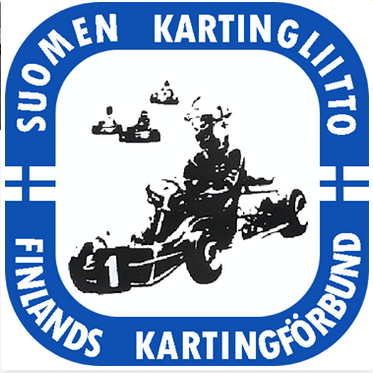 SUOMEN KARTINGLIITTO
1
FINLANDS KARTINGFÖRBUND